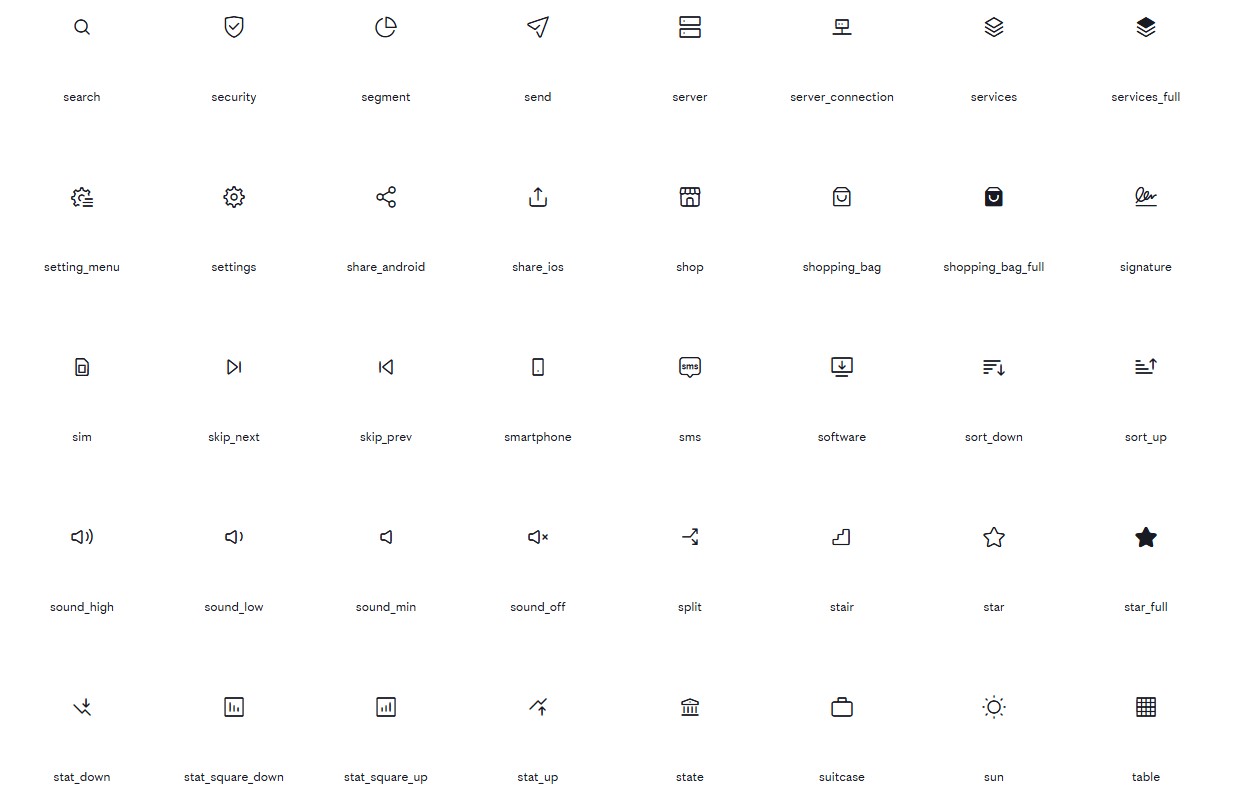 search security segment send server server_connection services services_full
setting_menu settings share_android share_ios shop shopping_bag shopping_bag_full signature
sms
sim skip_next skip_prev smartphone sms software sort_down sort_up
sound_high sound_low sound_min sound_off split stair star star_full
stat_down stat_square_down stat_square_up stat_up state suitcase sun table